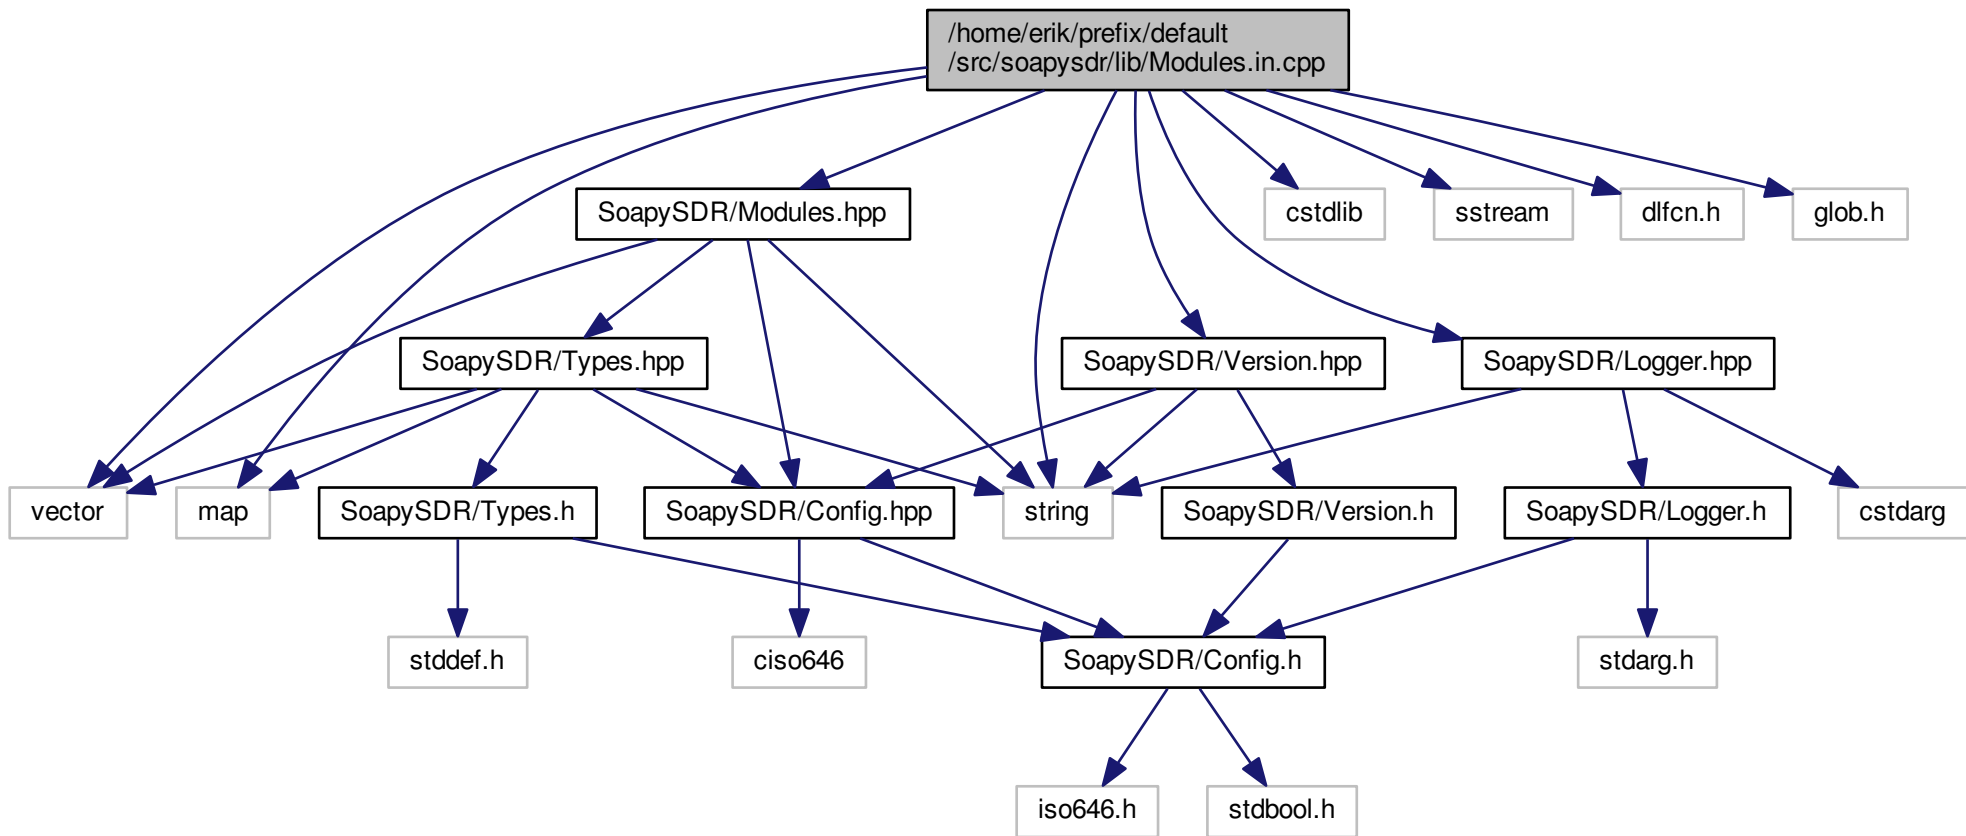 /home/erik/prefix/default
/src/soapysdr/lib/Modules.in.cpp
SoapySDR/Modules.hpp
cstdlib
sstream
dlfcn.h
glob.h
SoapySDR/Types.hpp
SoapySDR/Version.hpp
SoapySDR/Logger.hpp
vector
map
SoapySDR/Types.h
SoapySDR/Config.hpp
string
SoapySDR/Version.h
SoapySDR/Logger.h
cstdarg
stddef.h
ciso646
SoapySDR/Config.h
stdarg.h
iso646.h
stdbool.h